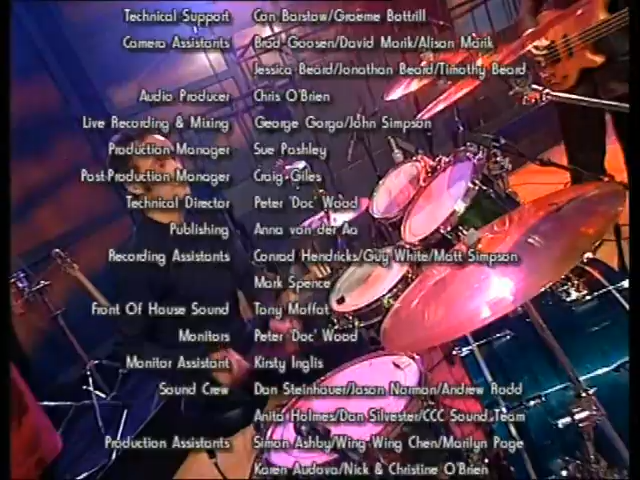 Technical Support Con Barstow/Graeme Battrill
Camera Assistants Brad Goosen/David Marik/Alison Marik
Jessica Beard/Jonathan Beard/Timothy Beard
Audio Producer Chris O'Brien
Live Recording & Mixing George Gorga/John Simpson
Production Manager Sue Pashley
Post-Production Manager Craig Giles
Technical Director Peter 'Doc' Wood
Publishing Anna van der Aa
Recording Assistants Conrad Hendricks/Guy White/Matt Simpson
Mark Spence
Front Of House Sound Tony Moffat
Monitors Peter 'Doc' Wood
Monitor Assistant Kirsty Inglis
Sound Crew Dan Steinhauer/Jason Norman/Andrew Rodd
Anita Holmes/Dan Silvester/CCC Sound Team
Production Assistants Simon Ashby/Wing Wing Chen/Marilyn Page
Karen Audova/Nick & Christine O'Brien